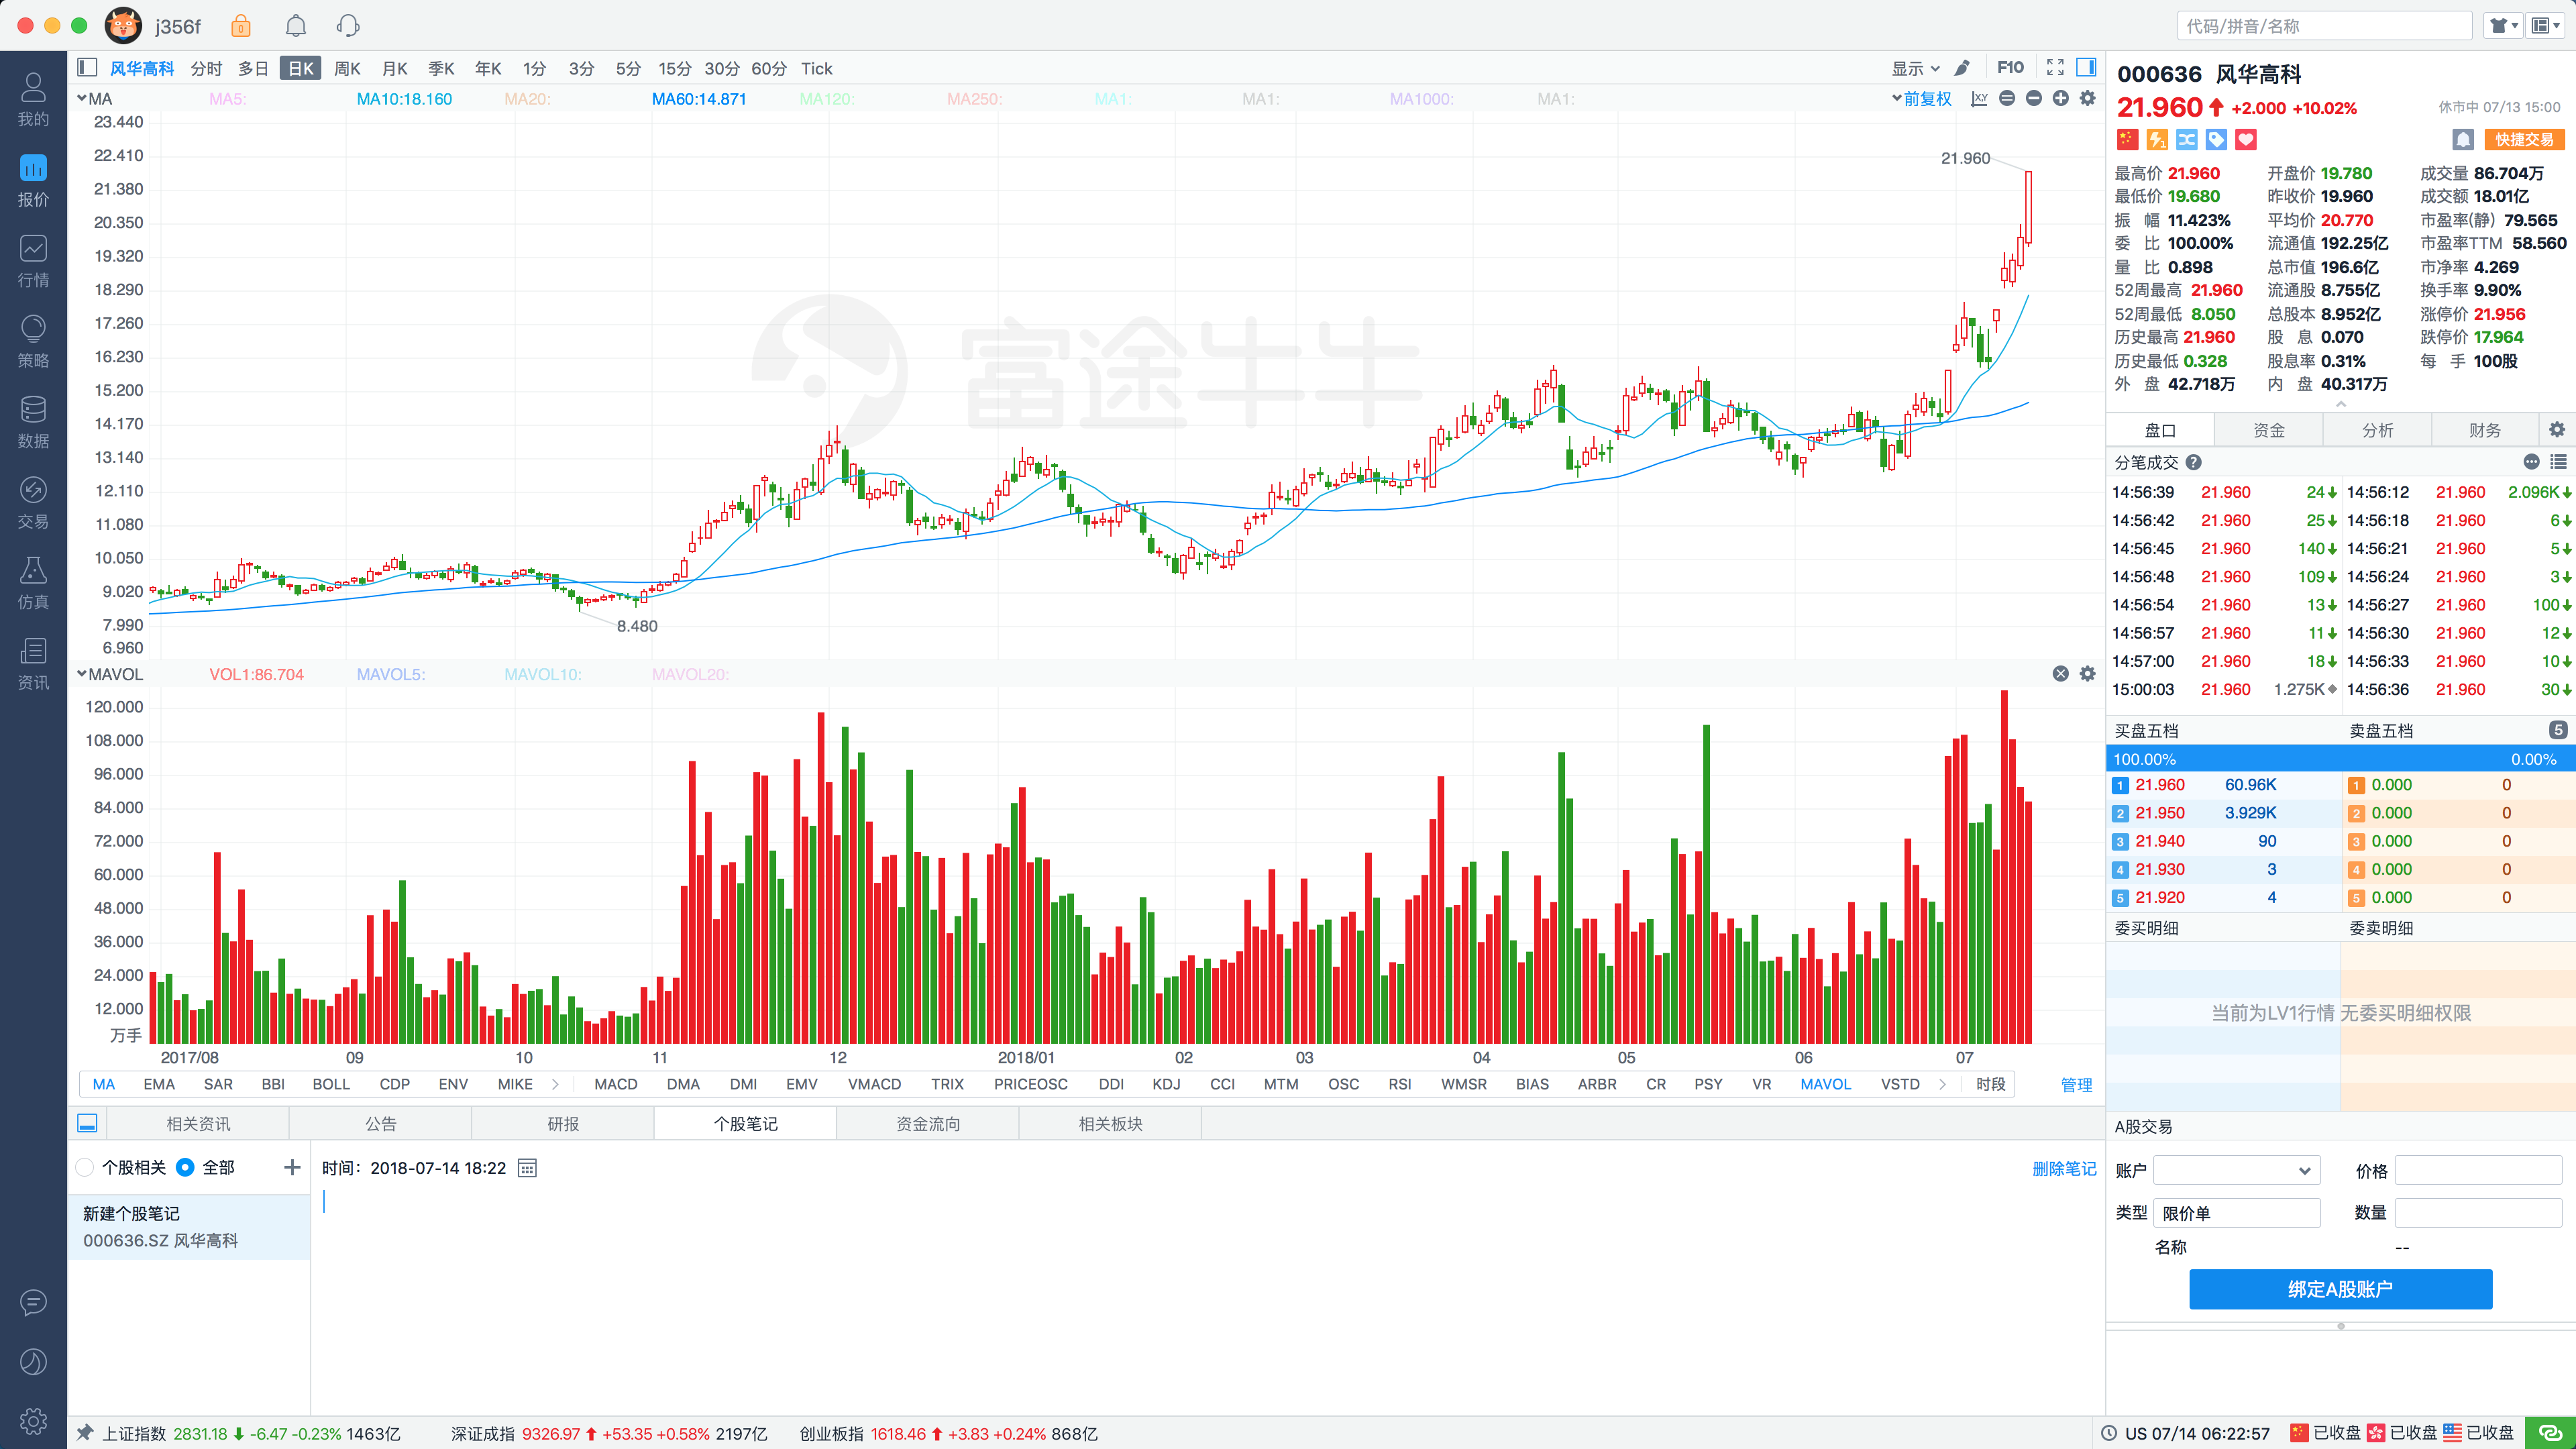 j356f
代码/拼音/名称
我的
报价
行情
策略
数据
交易
仿真
资讯
风华高科 分时 多日 日K 周K 月K 季K 年K 1分 3分 5分 15分 30分 60分 Tick 显示 F10
MA MA5: MA10:18.160 MA20: MA60:14.871 MA120: MA250: MA1: MA1: MA1000: MA1: 前复权
23.440
22.410
21.380
20.350
19.320
18.290
17.260
16.230
15.200
14.170
13.140
12.110
11.080
10.050
9.020
7.990
6.960
21.960
8.480
富途牛牛
MAVOL VOL1:86.704 MAVOL5: MAVOL10: MAVOL20:
120.000
108.000
96.000
84.000
72.000
60.000
48.000
36.000
24.000
12.000
万手
2017/08 09 10 11 12 2018/01 02 03 04 05 06 07
MA EMA SAR BBI BOLL CDP ENV MIKE MACD DMA DMI EMV VMACD TRIX PRICEOSC DDI KDJ CCI MTM OSC RSI WMSR BIAS ARBR CR PSY VR MAVOL VSTD 时段 管理
相关资讯 公告 研报 个股笔记 资金流向 相关板块
个股相关 全部
时间：2018-07-14 18:22
删除笔记
新建个股笔记
000636.SZ 风华高科
000636 风华高科
21.960 +2.000 +10.02% 休市中 07/13 15:00
快捷交易
最高价 21.960 开盘价 19.780 成交量 86.704万
最低价 19.680 昨收价 19.960 成交额 18.01亿
振 幅 11.423% 平均价 20.770 市盈率(静) 79.565
委 比 100.00% 流通值 192.25亿 市盈率TTM 58.560
量 比 0.898 总市值 196.6亿 市净率 4.269
52周最高 21.960 流通股 8.755亿 换手率 9.90%
52周最低 8.050 总股本 8.952亿 涨停价 21.956
历史最高 21.960 股 息 0.070 跌停价 17.964
历史最低 0.328 股息率 0.31% 每 手 100股
外 盘 42.718万 内 盘 40.317万
盘口 资金 分析 财务
分笔成交
14:56:39 21.960 24 14:56:12 21.960 2.096K
14:56:42 21.960 25 14:56:18 21.960 6
14:56:45 21.960 140 14:56:21 21.960 5
14:56:48 21.960 109 14:56:24 21.960 3
14:56:54 21.960 13 14:56:27 21.960 100
14:56:57 21.960 11 14:56:30 21.960 12
14:57:00 21.960 18 14:56:33 21.960 10
15:00:03 21.960 1.275K 14:56:36 21.960 30
买盘五档 卖盘五档 5
100.00% 0.00%
1 21.960 60.96K 1 0.000 0
2 21.950 3.929K 2 0.000 0
3 21.940 90 3 0.000 0
4 21.930 3 4 0.000 0
5 21.920 4 5 0.000 0
委买明细 委卖明细
当前为LV1行情 无委买明细权限
A股交易
账户 价格
类型 限价单 数量
名称 --
绑定A股账户
上证指数 2831.18 -6.47 -0.23% 1463亿 深证成指 9326.97 +53.35 +0.58% 2197亿 创业板指 1618.46 +3.83 +0.24% 868亿
US 07/14 06:22:57 已收盘 已收盘 已收盘